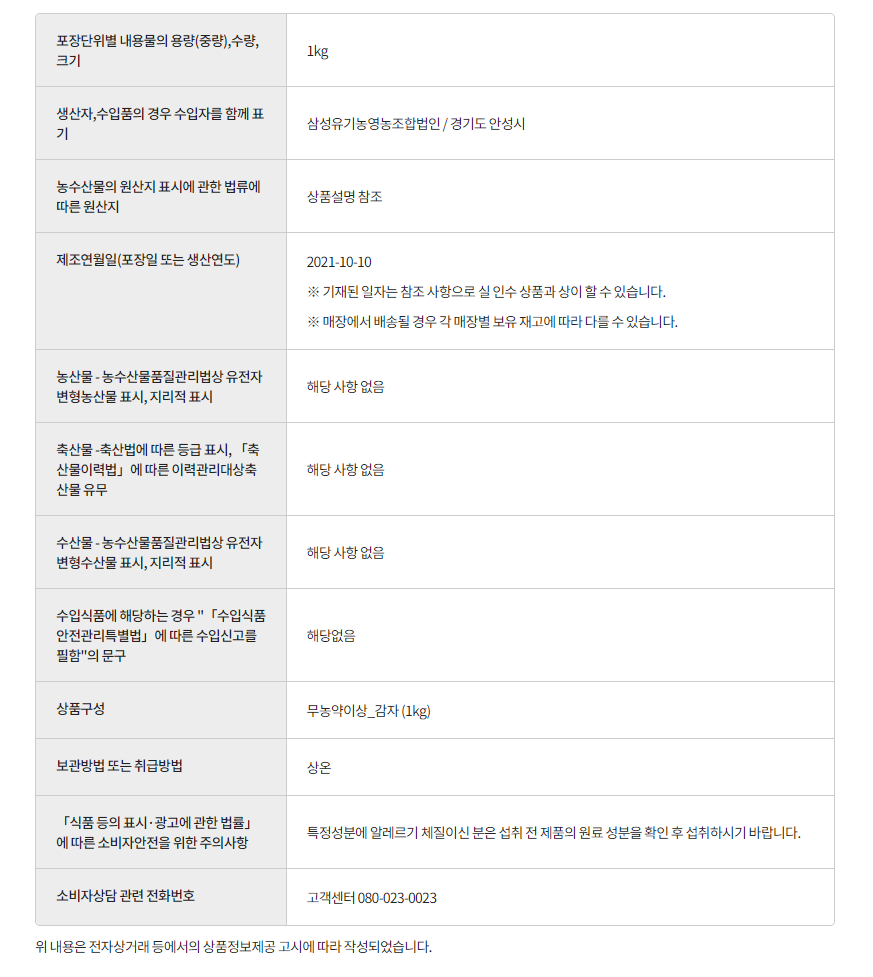 포장단위별 내용물의 용량(중량),수량,
크기
1kg
생산자,수입품의 경우 수입자를 함께 표
기
삼성유기농영농조합법인 / 경기도 안성시
농수산물의 원산지 표시에 관한 법류에
따른 원산지
상품설명 참조
제조연월일(포장일 또는 생산연도)
2021-10-10
※ 기재된 일자는 참조 사항으로 실 인수 상품과 상이 할 수 있습니다.
※ 매장에서 배송될 경우 각 매장별 보유 재고에 따라 다를 수 있습니다.
농산물 - 농수산물품질관리법상 유전자
변형농산물 표시, 지리적 표시
해당 사항 없음
축산물 -축산법에 따른 등급 표시, 「축
산물이력법」에 따른 이력관리대상축
산물 유무
해당 사항 없음
수산물 - 농수산물품질관리법상 유전자
변형수산물 표시, 지리적 표시
해당 사항 없음
수입식품에 해당하는 경우 "「수입식품
안전관리특별법」에 따른 수입신고를
필함"의 문구
해당없음
상품구성
무농약이상_감자 (1kg)
보관방법 또는 취급방법
상온
「식품 등의 표시·광고에 관한 법률」
에 따른 소비자안전을 위한 주의사항
특정성분에 알레르기 체질이신 분은 섭취 전 제품의 원료 성분을 확인 후 섭취하시기 바랍니다.
소비자상담 관련 전화번호
고객센터 080-023-0023
위 내용은 전자상거래 등에서의 상품정보제공 고시에 따라 작성되었습니다.